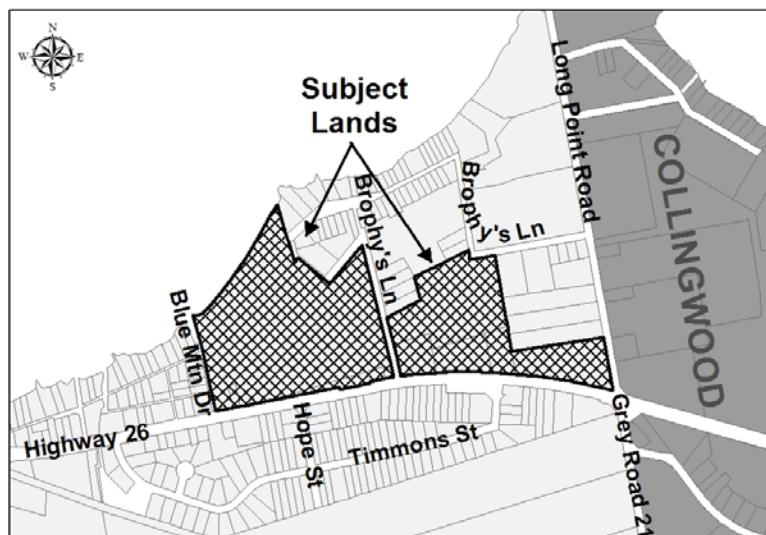 N
W
E
S
Subject
Lands
Long Point Road
COLLINGWOOD
Brophy's Ln
Brophy's Ln
Blue Mtn Dr
Highway 26
Hope St
Timmons St
Grey Road 21